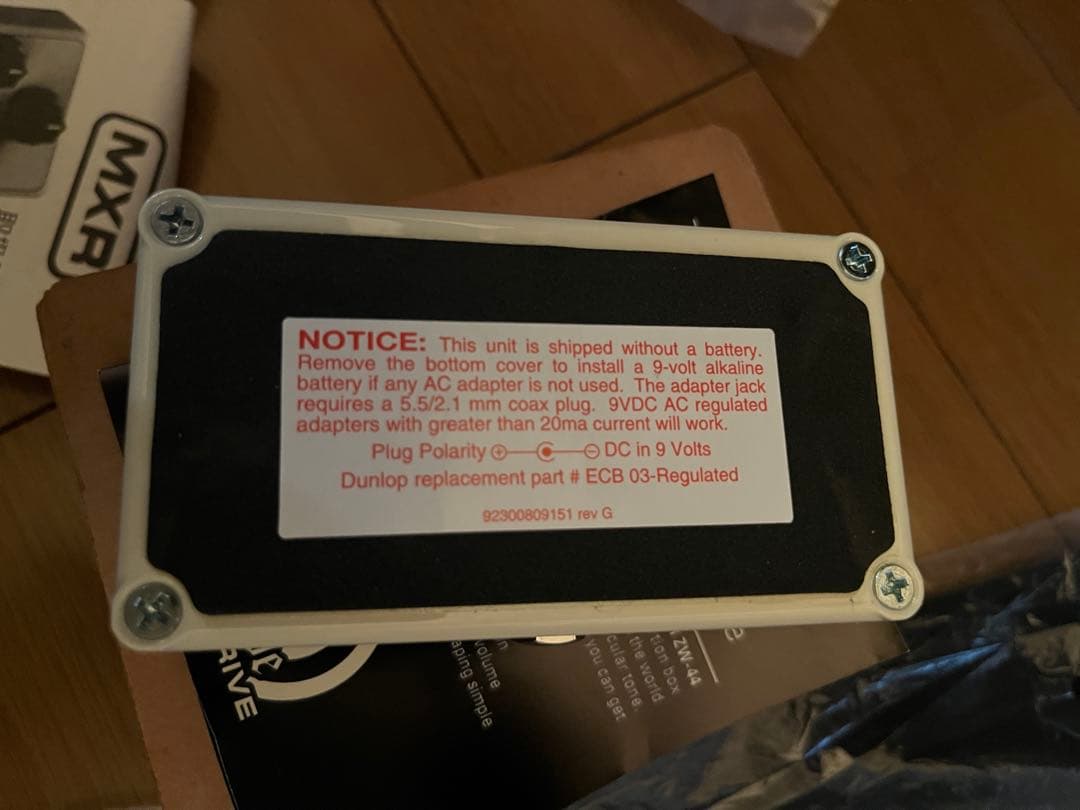 MXR
NOTICE: This unit is shipped without a battery.
Remove the bottom cover to install a 9-volt alkaline
battery if any AC adapter is not used. The adapter jack
requires a 5.5/2.1 mm coax plug. 9VDC AC regulated
adapters with greater than 20ma current will work.
Plug Polarity DC in 9 Volts
Dunlop replacement part # ECB 03-Regulated
92300809151 rev G
ZW-44
box
the world
cular tone.
you can get
volume
aping simple